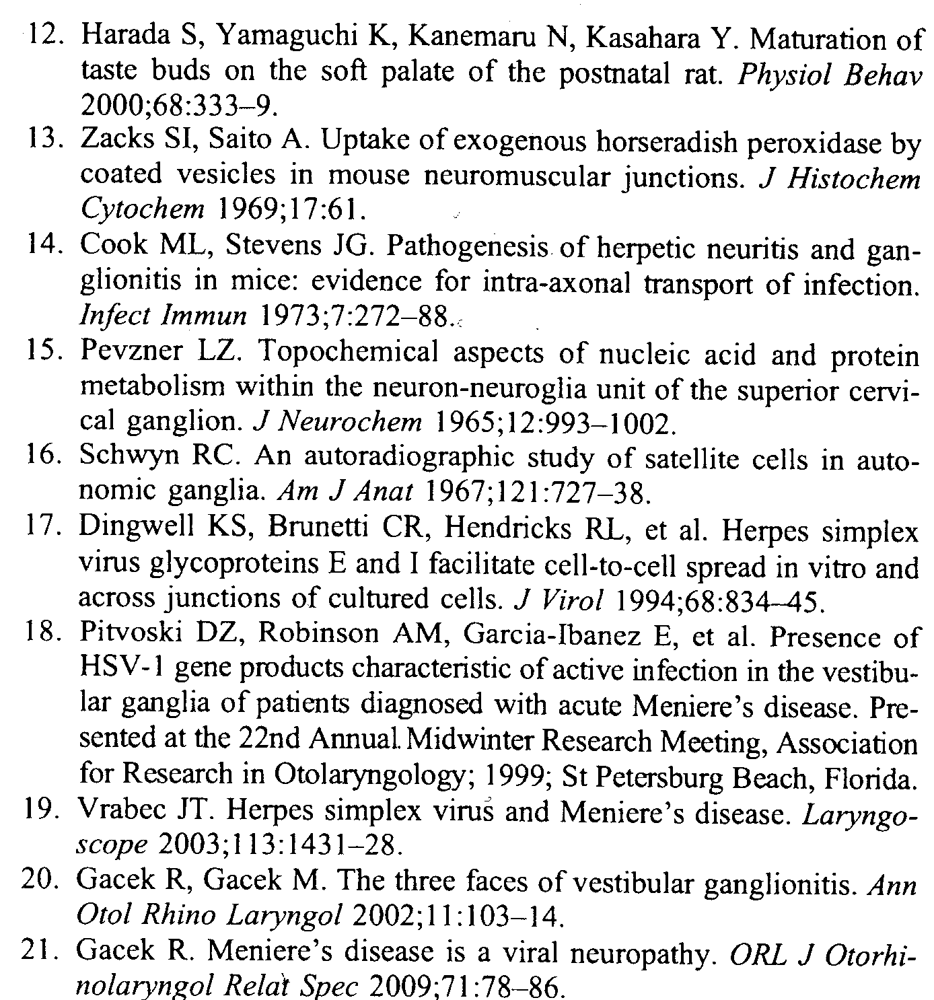 12. Harada S, Yamaguchi K, Kanemaru N, Kasahara Y. Maturation of
taste buds on the soft palate of the postnatal rat. Physiol Behav
2000;68:333–9.
13. Zacks SI, Saito A. Uptake of exogenous horseradish peroxidase by
coated vesicles in mouse neuromuscular junctions. J Histochem
Cytochem 1969;17:61.
14. Cook ML, Stevens JG. Pathogenesis of herpetic neuritis and gan-
glionitis in mice: evidence for intra-axonal transport of infection.
Infect Immun 1973;7:272–88.
15. Pevzner LZ. Topochemical aspects of nucleic acid and protein
metabolism within the neuron-neuroglia unit of the superior cervi-
cal ganglion. J Neurochem 1965;12:993–1002.
16. Schwyn RC. An autoradiographic study of satellite cells in auto-
nomic ganglia. Am J Anat 1967;121:727–38.
17. Dingwell KS, Brunetti CR, Hendricks RL, et al. Herpes simplex
virus glycoproteins E and I facilitate cell-to-cell spread in vitro and
across junctions of cultured cells. J Virol 1994;68:834–45.
18. Pitvoski DZ, Robinson AM, Garcia-Ibanez E, et al. Presence of
HSV-1 gene products characteristic of active infection in the vestibu-
lar ganglia of patients diagnosed with acute Meniere's disease. Pre-
sented at the 22nd Annual Midwinter Research Meeting, Association
for Research in Otolaryngology; 1999; St Petersburg Beach, Florida.
19. Vrabec JT. Herpes simplex virus and Meniere's disease. Laryngo-
scope 2003;113:1431–28.
20. Gacek R, Gacek M. The three faces of vestibular ganglionitis. Ann
Otol Rhino Laryngol 2002;11:103–14.
21. Gacek R. Meniere's disease is a viral neuropathy. ORL J Otorhi-
nolaryngol Relat Spec 2009;71:78–86.